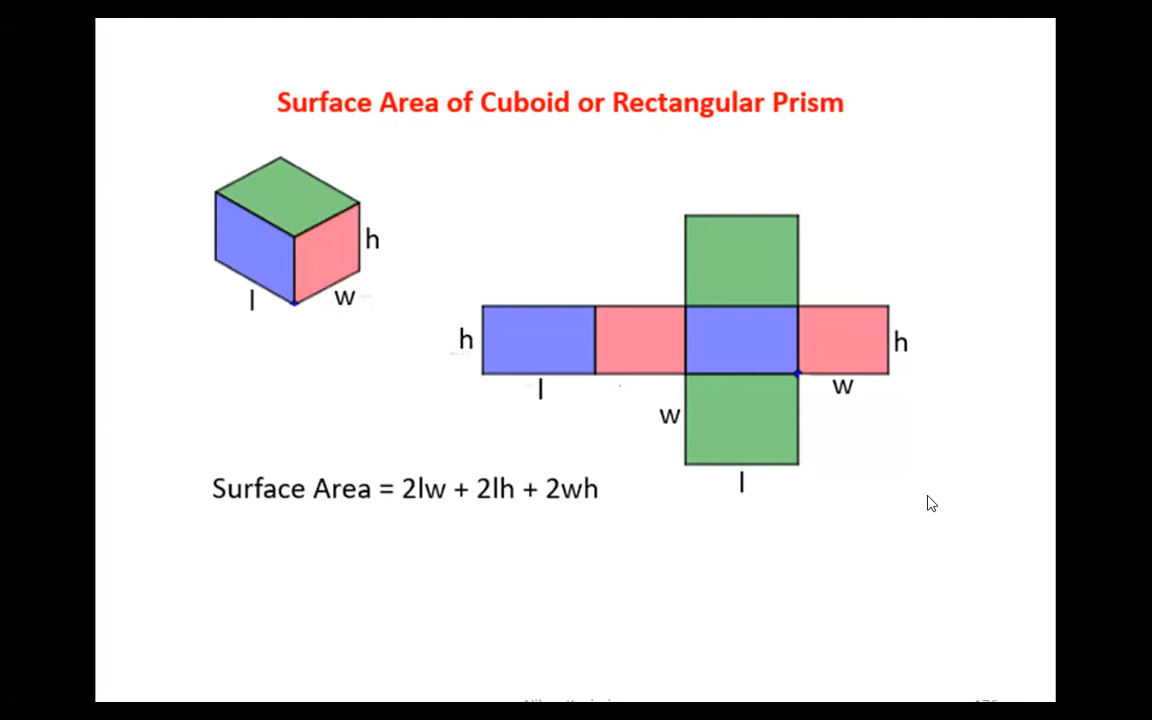 Surface Area of Cuboid or Rectangular Prism
h
l
w
h
h
l
w
w
l
Surface Area = 2lw + 2lh + 2wh